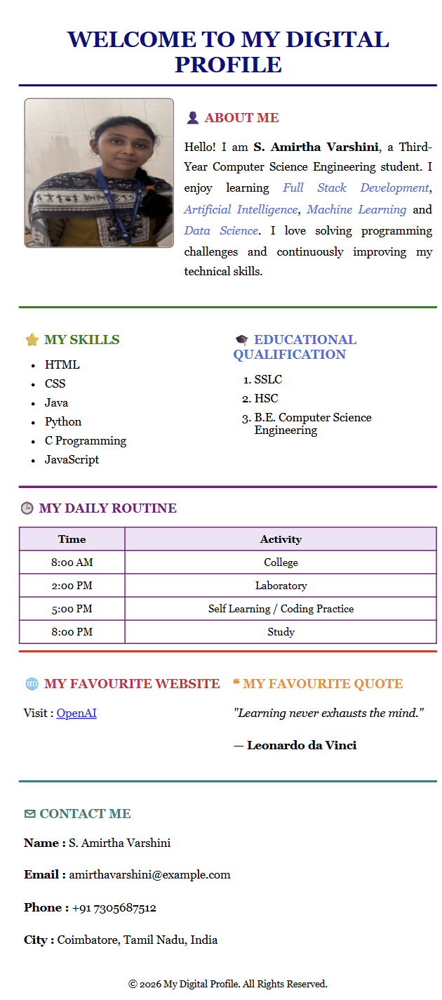 WELCOME TO MY DIGITAL
PROFILE
👤 ABOUT ME
Hello! I am S. Amirtha Varshini, a Third-
Year Computer Science Engineering student. I
enjoy learning Full Stack Development,
Artificial Intelligence, Machine Learning and
Data Science. I love solving programming
challenges and continuously improving my
technical skills.
⭐ MY SKILLS
• HTML
• CSS
• Java
• Python
• C Programming
• JavaScript
🎓 EDUCATIONAL
QUALIFICATION
1. SSLC
2. HSC
3. B.E. Computer Science
Engineering
🕒 MY DAILY ROUTINE
Time Activity
8:00 AM College
2:00 PM Laboratory
5:00 PM Self Learning / Coding Practice
8:00 PM Study
🌐 MY FAVOURITE WEBSITE
Visit : OpenAI
❝ MY FAVOURITE QUOTE
"Learning never exhausts the mind."
— Leonardo da Vinci
✉ CONTACT ME
Name : S. Amirtha Varshini
Email : amirthavarshini@example.com
Phone : +91 7305687512
City : Coimbatore, Tamil Nadu, India
© 2026 My Digital Profile. All Rights Reserved.